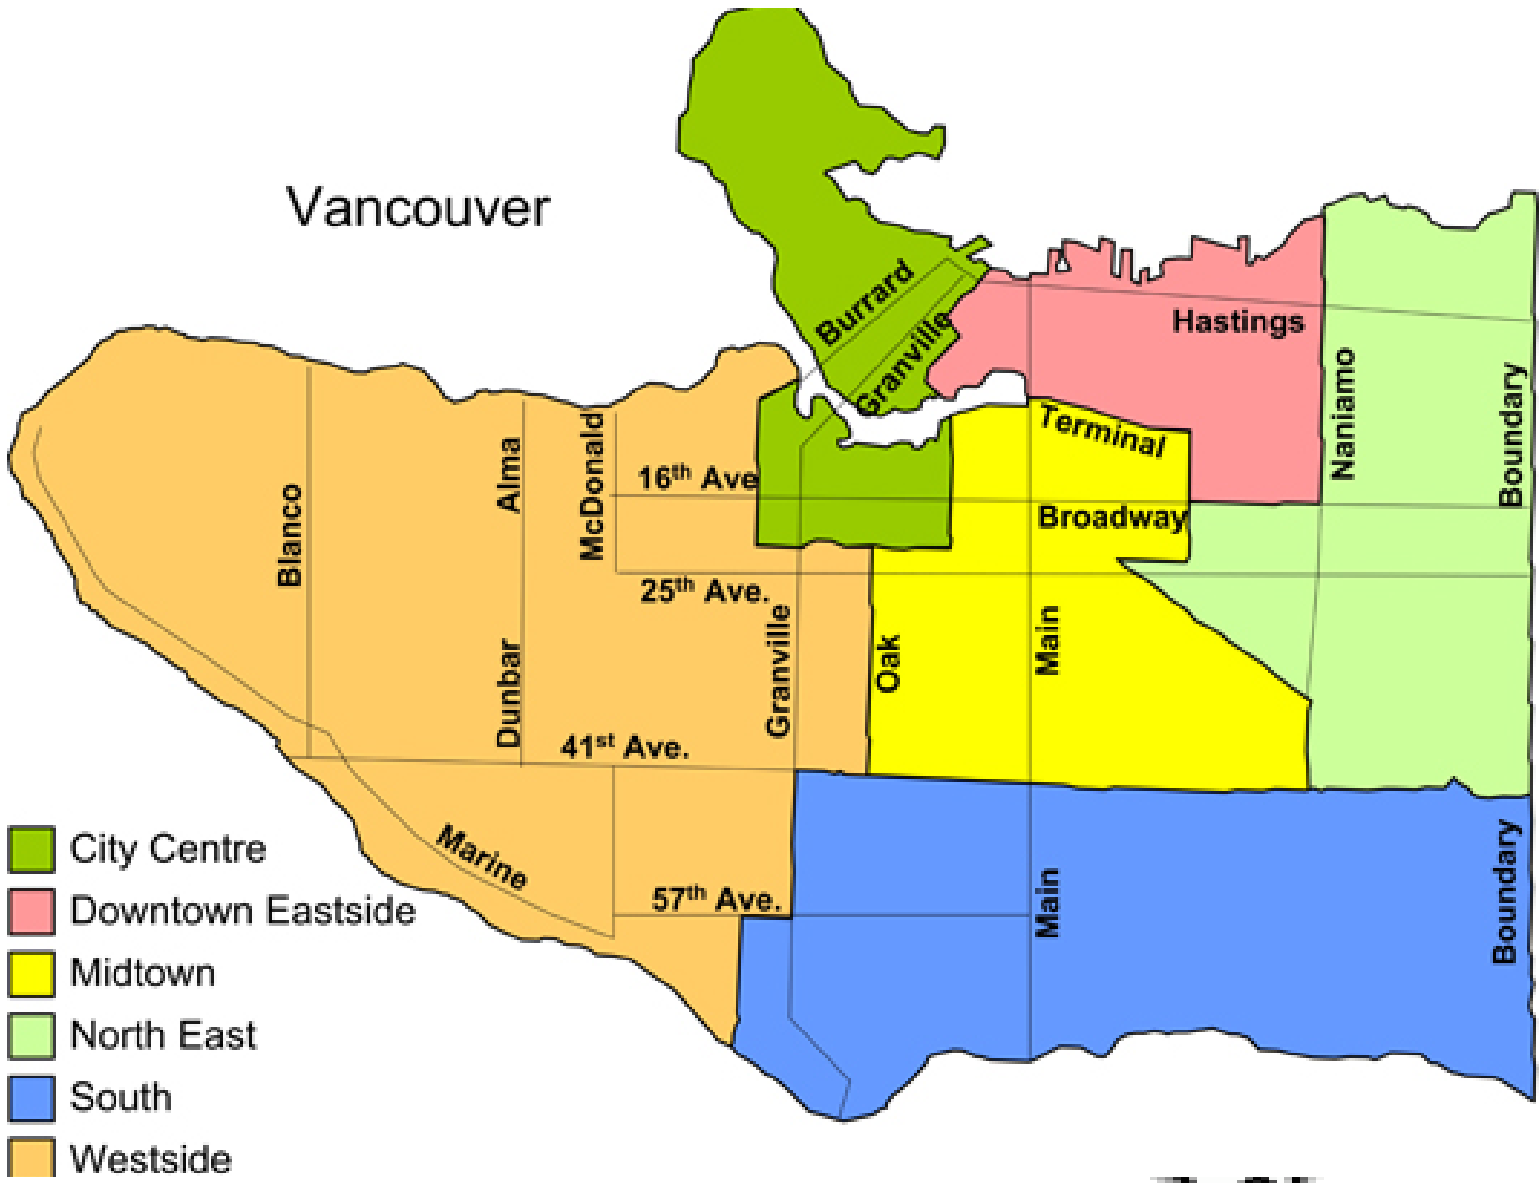 Vancouver
Burrard
Granville
Hastings
Naniamo
Boundary
Terminal
Alma
McDonald
16th Ave
Broadway
Blanco
25th Ave.
Granville
Oak
Main
Dunbar
41st Ave.
Marine
57th Ave.
Main
Boundary
City Centre
Downtown Eastside
Midtown
North East
South
Westside